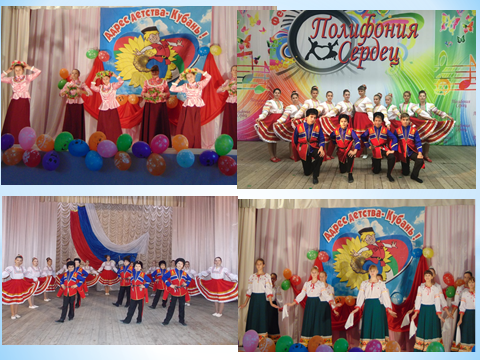 Адрес детства - Кубань!
Полифония
Сердец
Адрес детства - Кубань!